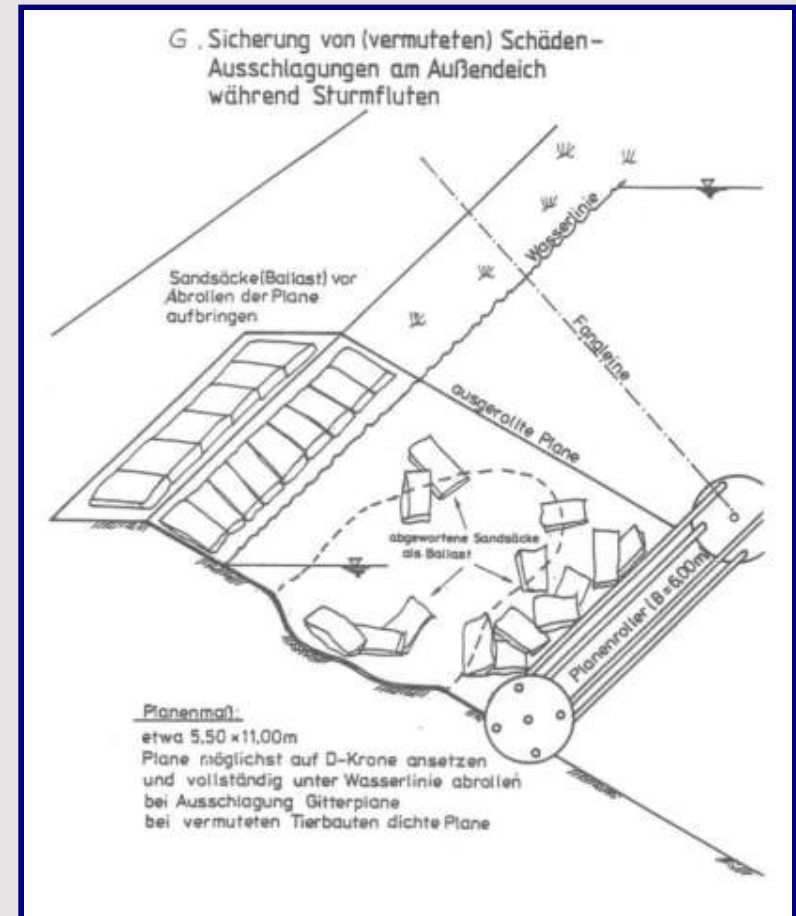 G. Sicherung von (vermuteten) Schäden-
Ausschlagungen am Außendeich
während Sturmfluten
Wasserlinie
Sandsäcke(Ballast) vor
Abrollen der Plane
aufbringen
Fangleine
ausgerollte Plane
abgeworfene Sandsäcke
als Ballast
Planenroller (B=6,00m)
Planenmaß:
etwa 5,50 × 11,00m
Plane möglichst auf D-Krone ansetzen
und vollständig unter Wasserlinie abrollen
bei Ausschlagung Gitterplane
bei vermuteten Tierbauten dichte Plane